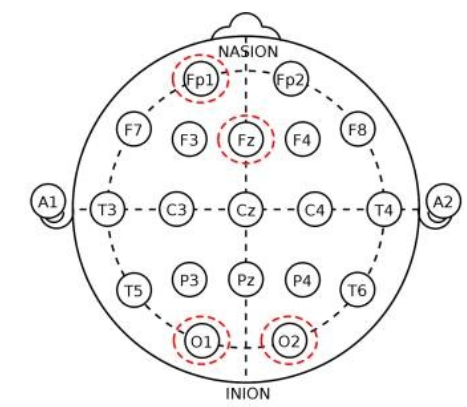 NASION
Fp1 Fp2
F7 F3 Fz F4 F8
A1 T3 C3 Cz C4 T4 A2
T5 P3 Pz P4 T6
O1 O2
INION